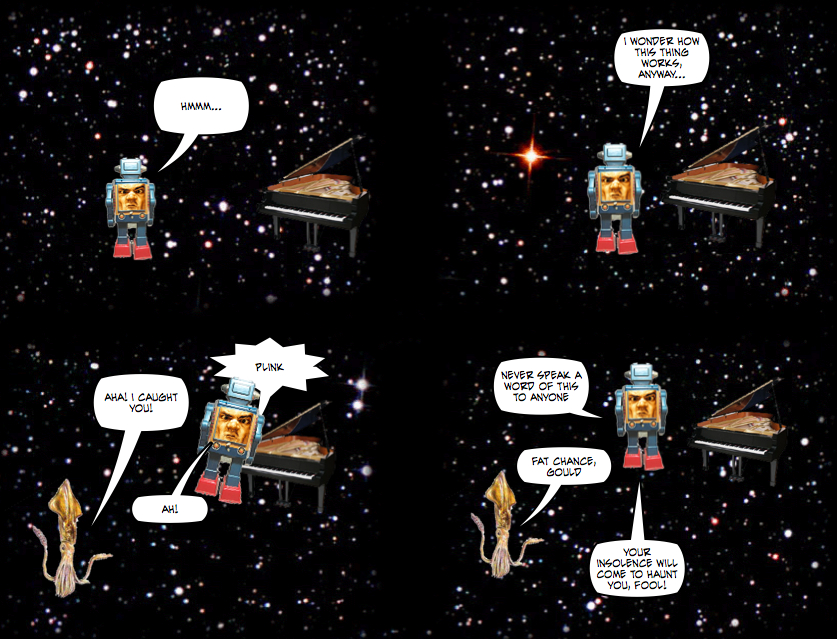 HMMM...
I WONDER HOW
THIS THING
WORKS,
ANYWAY...
PLINK
AHA! I CAUGHT
YOU!
AH!
NEVER SPEAK A
WORD OF THIS
TO ANYONE
FAT CHANCE,
GOULD
YOUR
INSOLENCE WILL
COME TO HAUNT
YOU, FOOL!